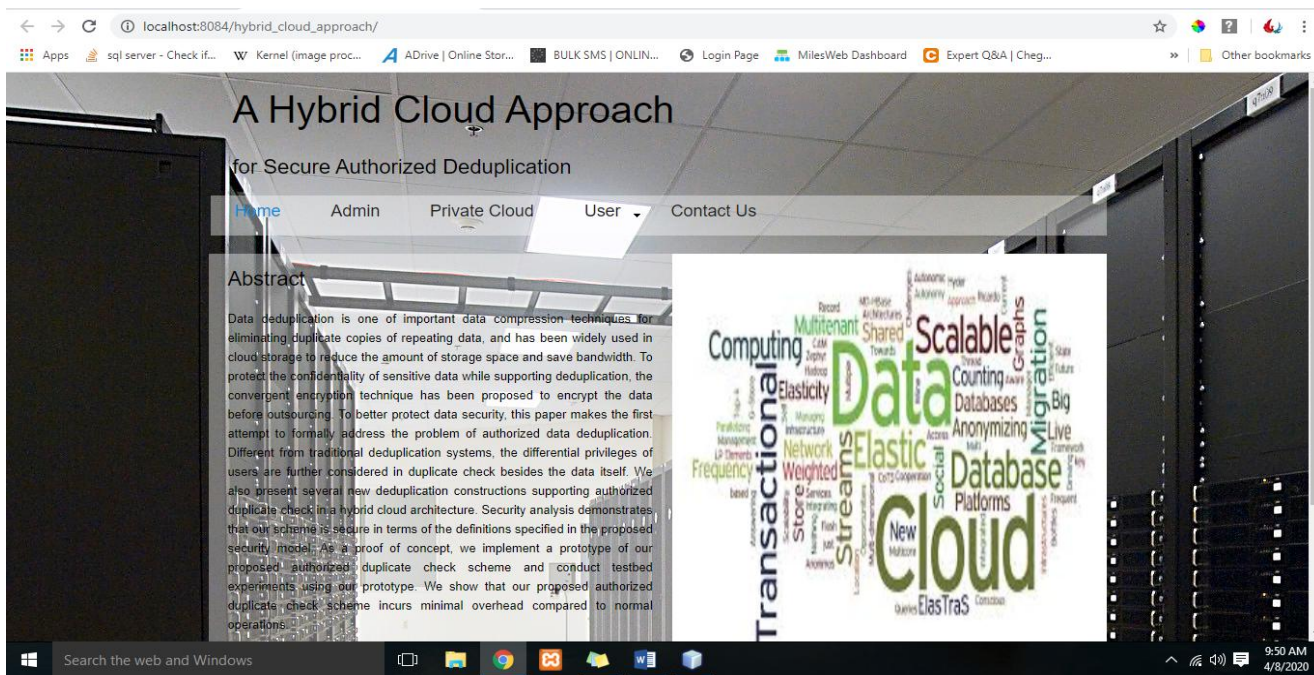 localhost:8084/hybrid_cloud_approach/
Apps sql server - Check if... Kernel (image proc... ADrive | Online Stor... BULK SMS | ONLIN... Login Page MilesWeb Dashboard Expert Q&A | Cheg... » Other bookmarks
A Hybrid Cloud Approach
for Secure Authorized Deduplication
Home Admin Private Cloud User Contact Us
Abstract
Data deduplication is one of important data compression techniques for
eliminating duplicate copies of repeating data, and has been widely used in
cloud storage to reduce the amount of storage space and save bandwidth. To
protect the confidentiality of sensitive data while supporting deduplication, the
convergent encryption technique has been proposed to encrypt the data
before outsourcing. To better protect data security, this paper makes the first
attempt to formally address the problem of authorized data deduplication.
Different from traditional deduplication systems, the differential privileges of
users are further considered in duplicate check besides the data itself. We
also present several new deduplication constructions supporting authorized
duplicate check in a hybrid cloud architecture. Security analysis demonstrates
that our scheme is secure in terms of the definitions specified in the proposed
security model. As a proof of concept, we implement a prototype of our
proposed authorized duplicate check scheme and conduct testbed
experiments using our prototype. We show that our proposed authorized
duplicate check scheme incurs minimal overhead compared to normal
operations.
Computing
Multitenant
Shared
Scalable
Graphs
Migration
Transactional
Elasticity
Data
Counting
Databases
Big
Anonymizing
Live
Network
Elastic
Frequency
Weighted
Store
Streams
Social
Database
Platforms
New
Cloud
ElasTraS
Search the web and Windows
9:50 AM
4/8/2020